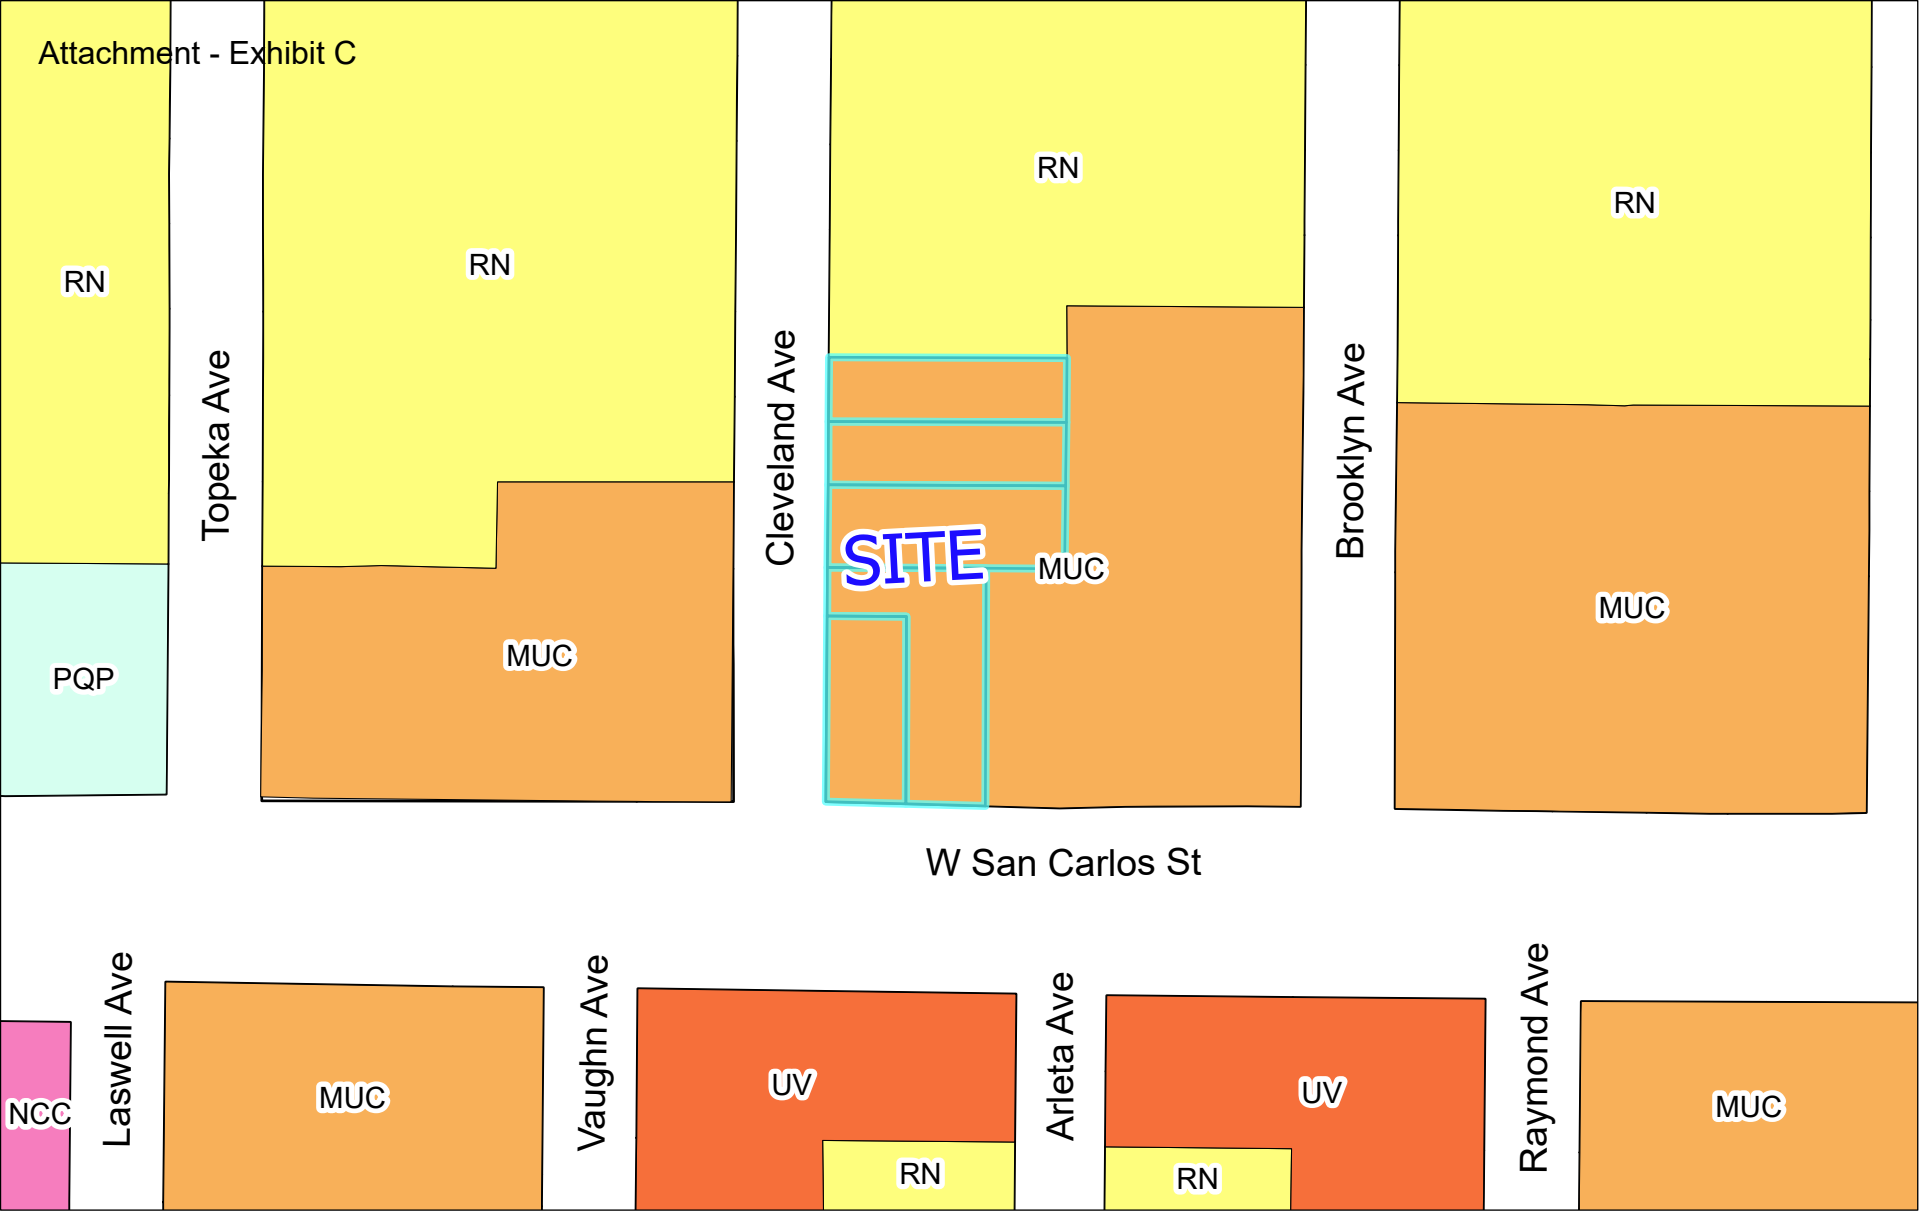 Attachment - Exhibit C
RN
RN
RN
RN
Topeka Ave
Cleveland Ave
Brooklyn Ave
SITE
MUC
MUC
MUC
PQP
W San Carlos St
Laswell Ave
Vaughn Ave
Arleta Ave
Raymond Ave
NCC
MUC
UV
UV
MUC
RN
RN